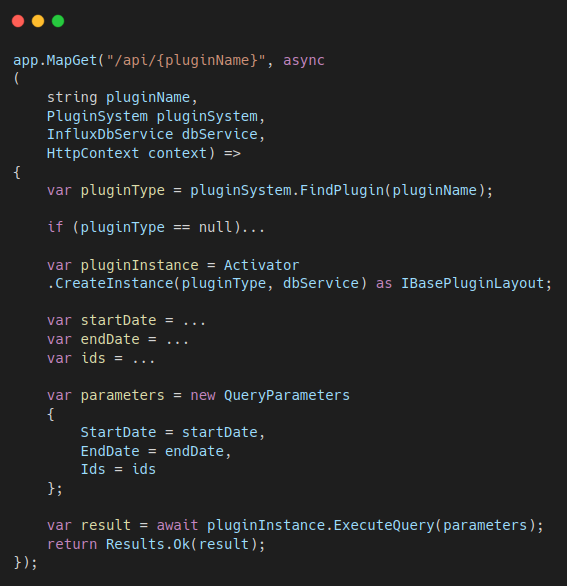 app.MapGet("/api/{pluginName}", async
(
    string pluginName,
    PluginSystem pluginSystem,
    InfluxDbService dbService,
    HttpContext context) =>
{
    var pluginType = pluginSystem.FindPlugin(pluginName);

    if (pluginType == null)...

    var pluginInstance = Activator
    .CreateInstance(pluginType, dbService) as IBasePluginLayout;

    var startDate = ...
    var endDate = ...
    var ids = ...

    var parameters = new QueryParameters
    {
        StartDate = startDate,
        EndDate = endDate,
        Ids = ids
    };

    var result = await pluginInstance.ExecuteQuery(parameters);
    return Results.Ok(result);
});